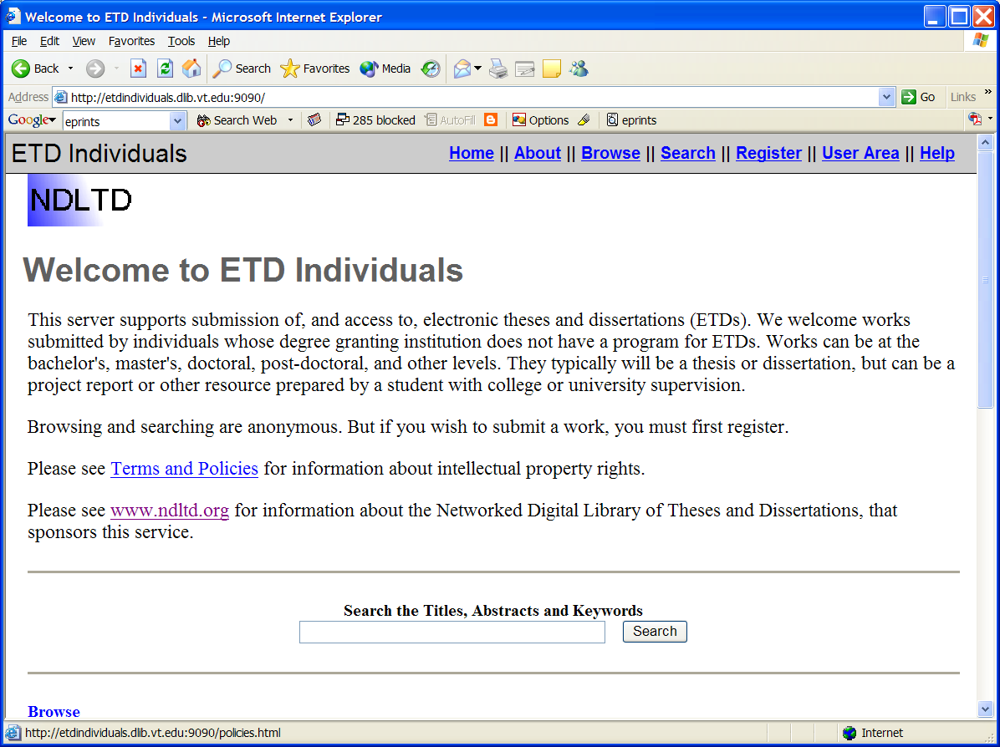 Welcome to ETD Individuals - Microsoft Internet Explorer
File Edit View Favorites Tools Help
Back Search Favorites Media
Address http://etdindividuals.dlib.vt.edu:9090/ Go Links »
Google eprints Search Web 285 blocked AutoFill Options eprints
ETD Individuals Home || About || Browse || Search || Register || User Area || Help
NDLTD
Welcome to ETD Individuals
This server supports submission of, and access to, electronic theses and dissertations (ETDs). We welcome works
submitted by individuals whose degree granting institution does not have a program for ETDs. Works can be at the
bachelor's, master's, doctoral, post-doctoral, and other levels. They typically will be a thesis or dissertation, but can be a
project report or other resource prepared by a student with college or university supervision.
Browsing and searching are anonymous. But if you wish to submit a work, you must first register.
Please see Terms and Policies for information about intellectual property rights.
Please see www.ndltd.org for information about the Networked Digital Library of Theses and Dissertations, that
sponsors this service.
Search the Titles, Abstracts and Keywords
Search
Browse
http://etdindividuals.dlib.vt.edu:9090/policies.html Internet